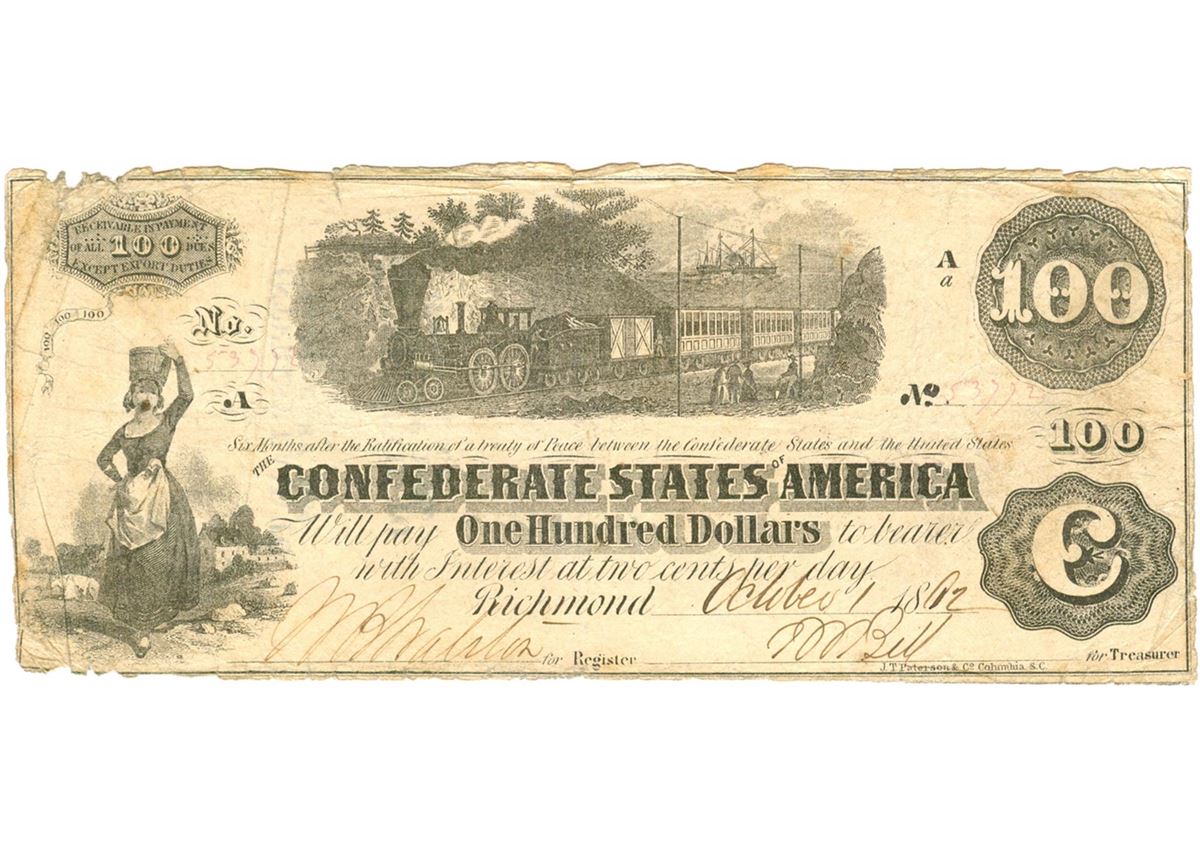 RECEIVABLE IN PAYMENT
OF ALL 100 DUES
EXCEPT EXPORT DUTIES
100 100 100
No.
A
A
a
100
No.
100
Six Months after the Ratification of a treaty of Peace between the Confederate States and the United States
THE CONFEDERATE STATES OF AMERICA
Will pay One Hundred Dollars to bearer
with Interest at two cents per day
Richmond October 1 1862
C
for Register
for Treasurer
J. T. Paterson & Co Columbia. S.C.